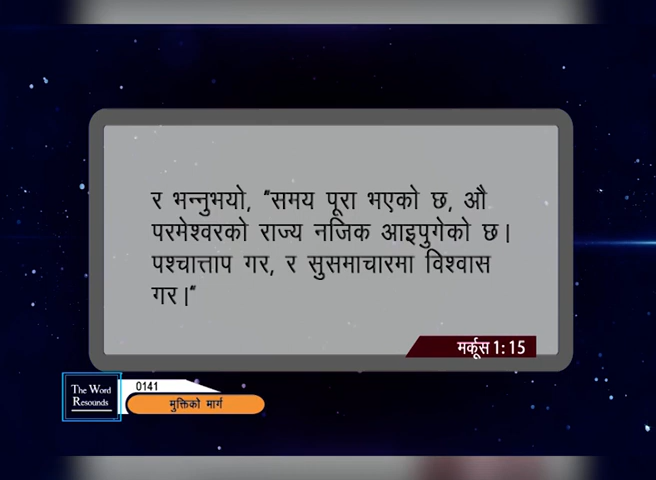 र भन्नुभयो, "समय पूरा भएको छ, औ
परमेश्वरको राज्य नजिक आइपुगेको छ।
पश्चात्ताप गर, र सुसमाचारमा विश्वास
गर।"
मर्कूस 1: 15
The Word
Resounds
0141
मुक्तिको मार्ग